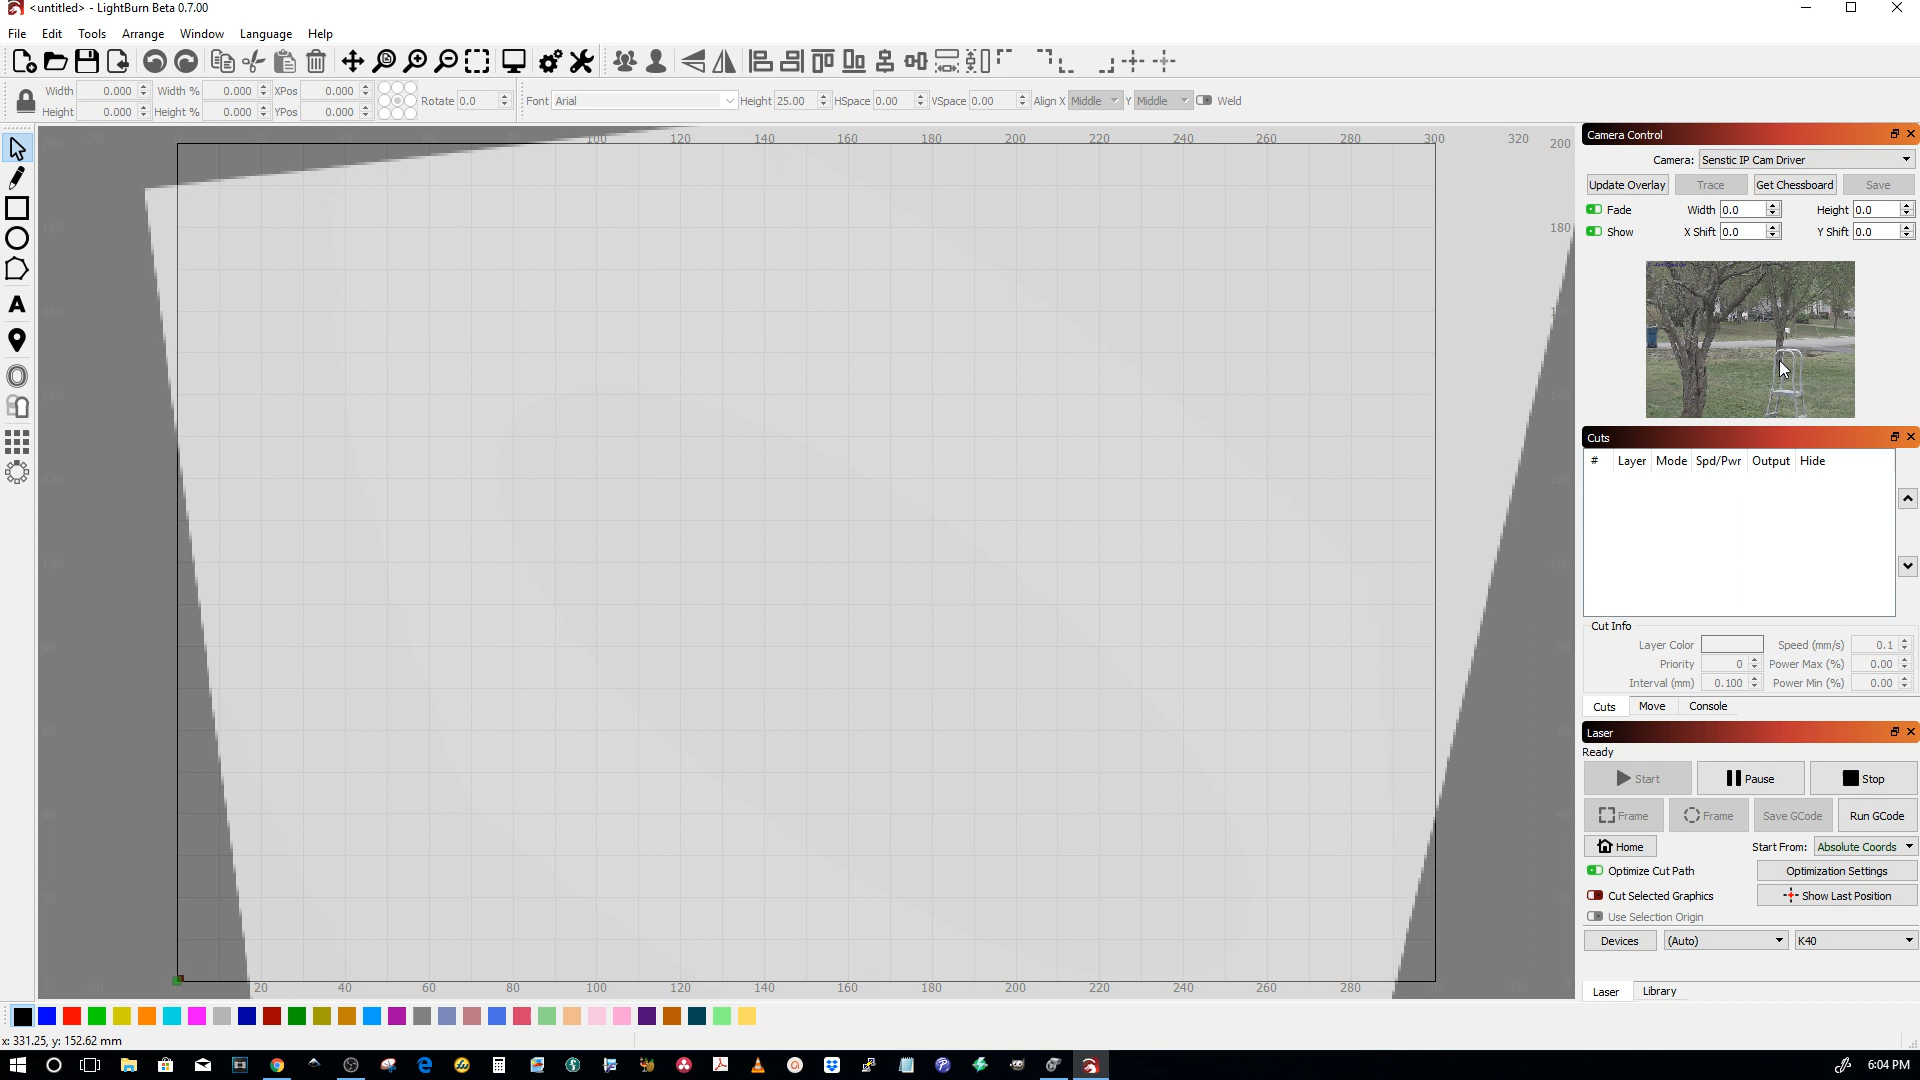 <untitled> - LightBurn Beta 0.7.00
File Edit Tools Arrange Window Language Help
Width 0.000 Width % 0.000 XPos 0.000
Height 0.000 Height % 0.000 YPos 0.000
Rotate 0.0 Font Arial Height 25.00 HSpace 0.00 VSpace 0.00 Align X Middle Y Middle Weld
100 120 140 160 180 200 220 240 260 280 300 320 200
180
20 40 60 80 100 120 140 160 180 200 220 240 260 280
Camera Control
Camera: Senstic IP Cam Driver
Update Overlay Trace Get Chessboard Save
Fade Width 0.0 Height 0.0
Show X Shift 0.0 Y Shift 0.0
Cuts
# Layer Mode Spd/Pwr Output Hide
Cut Info
Layer Color Speed (mm/s) 0.1
Priority 0 Power Max (%) 0.00
Interval (mm) 0.100 Power Min (%) 0.00
Cuts Move Console
Laser
Ready
Start Pause Stop
Frame Frame Save GCode Run GCode
Home Start From: Absolute Coords
Optimize Cut Path Optimization Settings
Cut Selected Graphics Show Last Position
Use Selection Origin
Devices (Auto) K40
Laser Library
x: 331.25, y: 152.62 mm
6:04 PM